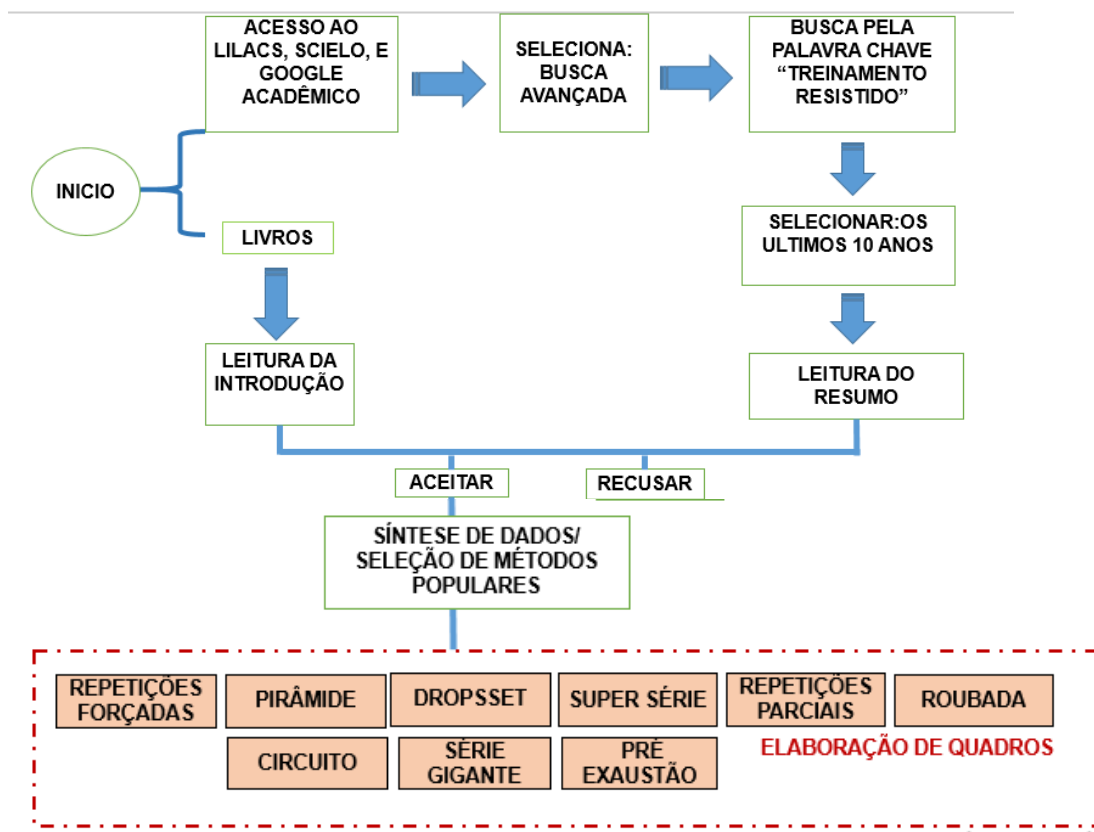 ACESSO AO
LILACS, SCIELO, E
GOOGLE
ACADÊMICO
SELECIONA:
BUSCA
AVANÇADA
BUSCA PELA
PALAVRA CHAVE
“TREINAMENTO
RESISTIDO”
INICIO
LIVROS
SELECIONAR:OS
ULTIMOS 10 ANOS
LEITURA DA
INTRODUÇÃO
LEITURA DO
RESUMO
ACEITAR
RECUSAR
SÍNTESE DE DADOS/
SELEÇÃO DE MÉTODOS
POPULARES
REPETIÇÕES
FORÇADAS
PIRÂMIDE
DROPSSET
SUPER SÉRIE
REPETIÇÕES
PARCIAIS
ROUBADA
CIRCUITO
SÉRIE
GIGANTE
PRÉ
EXAUSTÃO
ELABORAÇÃO DE QUADROS